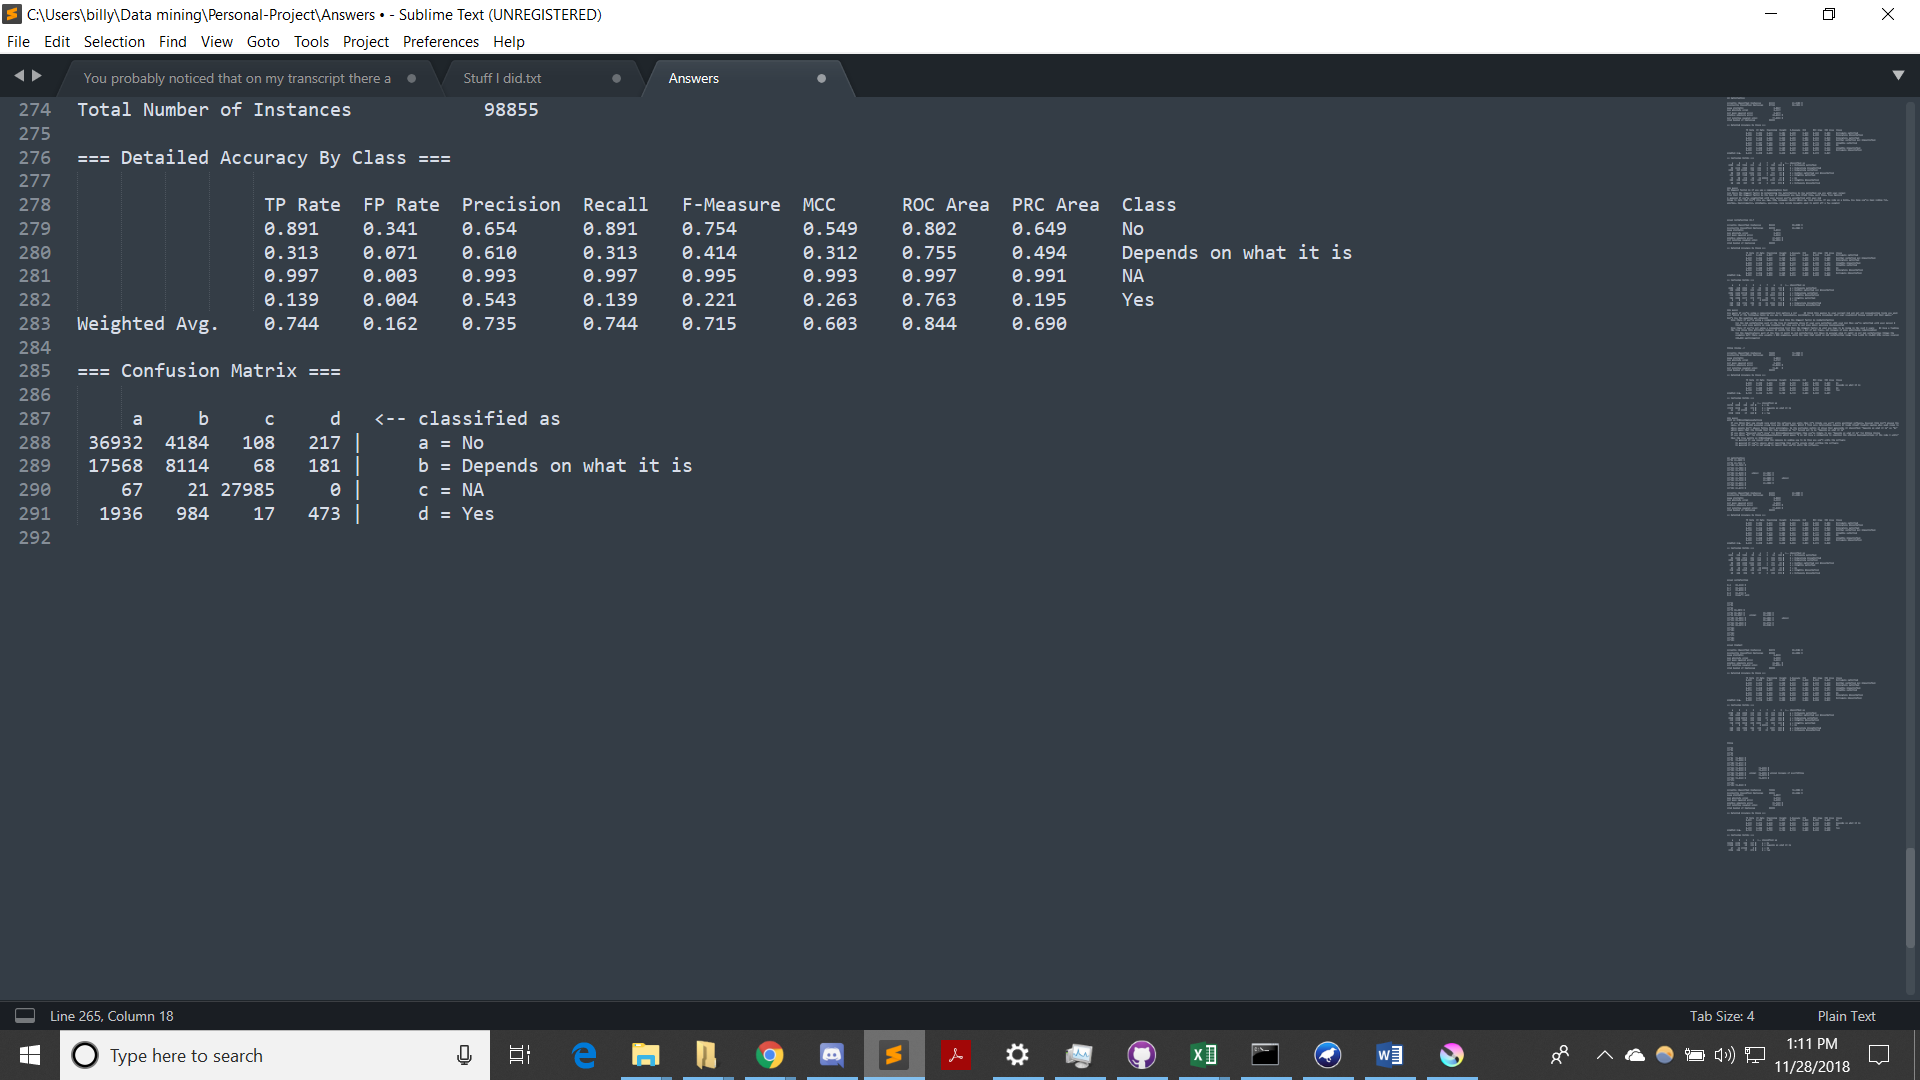 C:\Users\billy\Data mining\Personal-Project\Answers • - Sublime Text (UNREGISTERED)
File Edit Selection Find View Goto Tools Project Preferences Help
You probably noticed that on my transcript there a Stuff I did.txt Answers
274 Total Number of Instances 98855
275
276 === Detailed Accuracy By Class ===
277
278 TP Rate FP Rate Precision Recall F-Measure MCC ROC Area PRC Area Class
279 0.891 0.341 0.654 0.891 0.754 0.549 0.802 0.649 No
280 0.313 0.071 0.610 0.313 0.414 0.312 0.755 0.494 Depends on what it is
281 0.997 0.003 0.993 0.997 0.995 0.993 0.997 0.991 NA
282 0.139 0.004 0.543 0.139 0.221 0.263 0.763 0.195 Yes
283 Weighted Avg. 0.744 0.162 0.735 0.744 0.715 0.603 0.844 0.690
284
285 === Confusion Matrix ===
286
287 a b c d <-- classified as
288 36932 4184 108 217 | a = No
289 17568 8114 68 181 | b = Depends on what it is
290 67 21 27985 0 | c = NA
291 1936 984 17 473 | d = Yes
292
Line 265, Column 18 Tab Size: 4 Plain Text
Type here to search
1:11 PM
11/28/2018